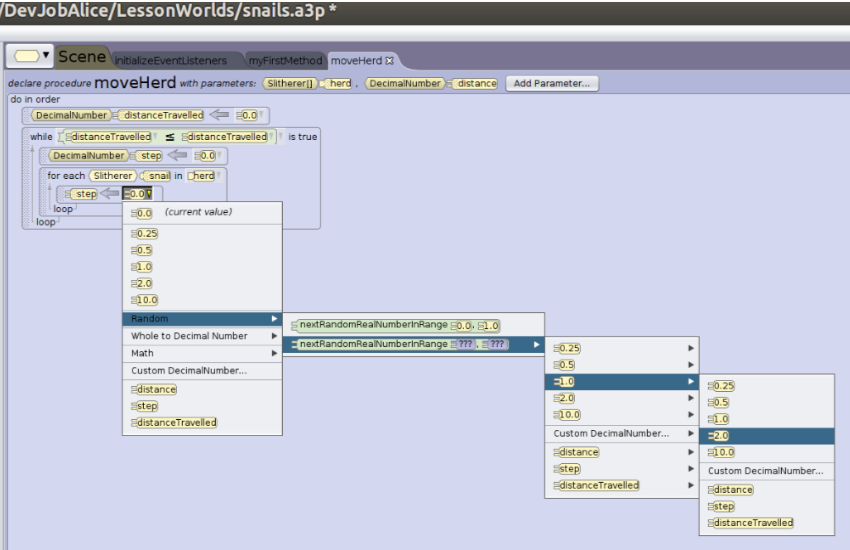 /DevJobAlice/LessonWorlds/snails.a3p *
Scene initializeEventListeners myFirstMethod moveHerd
declare procedure moveHerd with parameters: Slitherer[] herd , DecimalNumber distance Add Parameter...
do in order
DecimalNumber distanceTravelled 0.0
while distanceTravelled ≤ distanceTravelled is true
DecimalNumber step 0.0
for each Slitherer snail in herd
step 0.0
loop
loop
0.0 (current value)
0.25
0.5
1.0
2.0
10.0
Random
Whole to Decimal Number
Math
Custom DecimalNumber...
distance
step
distanceTravelled
nextRandomRealNumberInRange 0.0, 1.0
nextRandomRealNumberInRange ???, ???
0.25
0.5
1.0
2.0
10.0
Custom DecimalNumber...
distance
step
distanceTravelled
0.25
0.5
1.0
2.0
10.0
Custom DecimalNumber...
distance
step
distanceTravelled